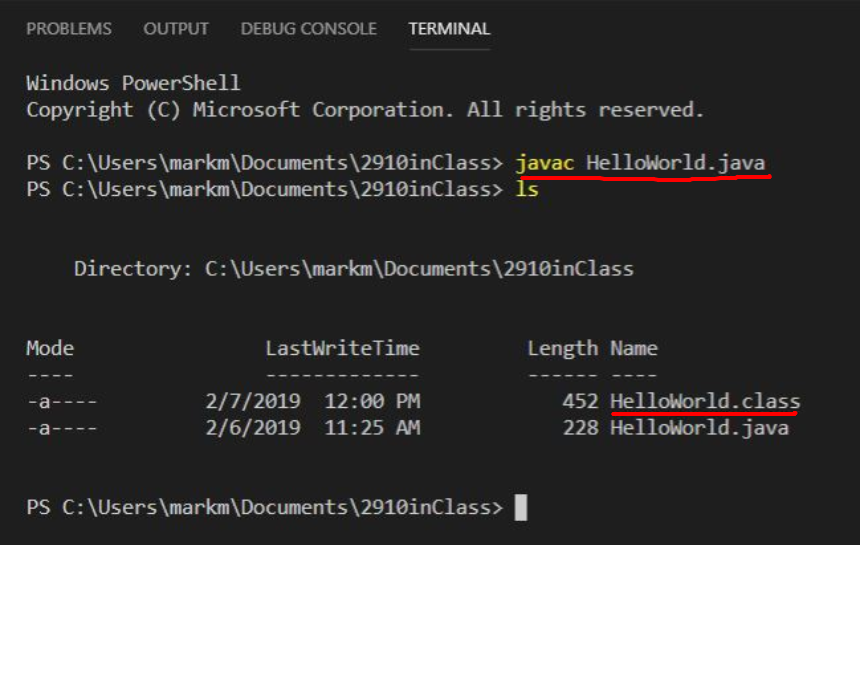 PROBLEMS OUTPUT DEBUG CONSOLE TERMINAL
Windows PowerShell
Copyright (C) Microsoft Corporation. All rights reserved.
PS C:\Users\markm\Documents\2910inClass> javac HelloWorld.java
PS C:\Users\markm\Documents\2910inClass> ls
Directory: C:\Users\markm\Documents\2910inClass
Mode LastWriteTime Length Name
---- ------------- ------ ----
-a---- 2/7/2019 12:00 PM 452 HelloWorld.class
-a---- 2/6/2019 11:25 AM 228 HelloWorld.java
PS C:\Users\markm\Documents\2910inClass>